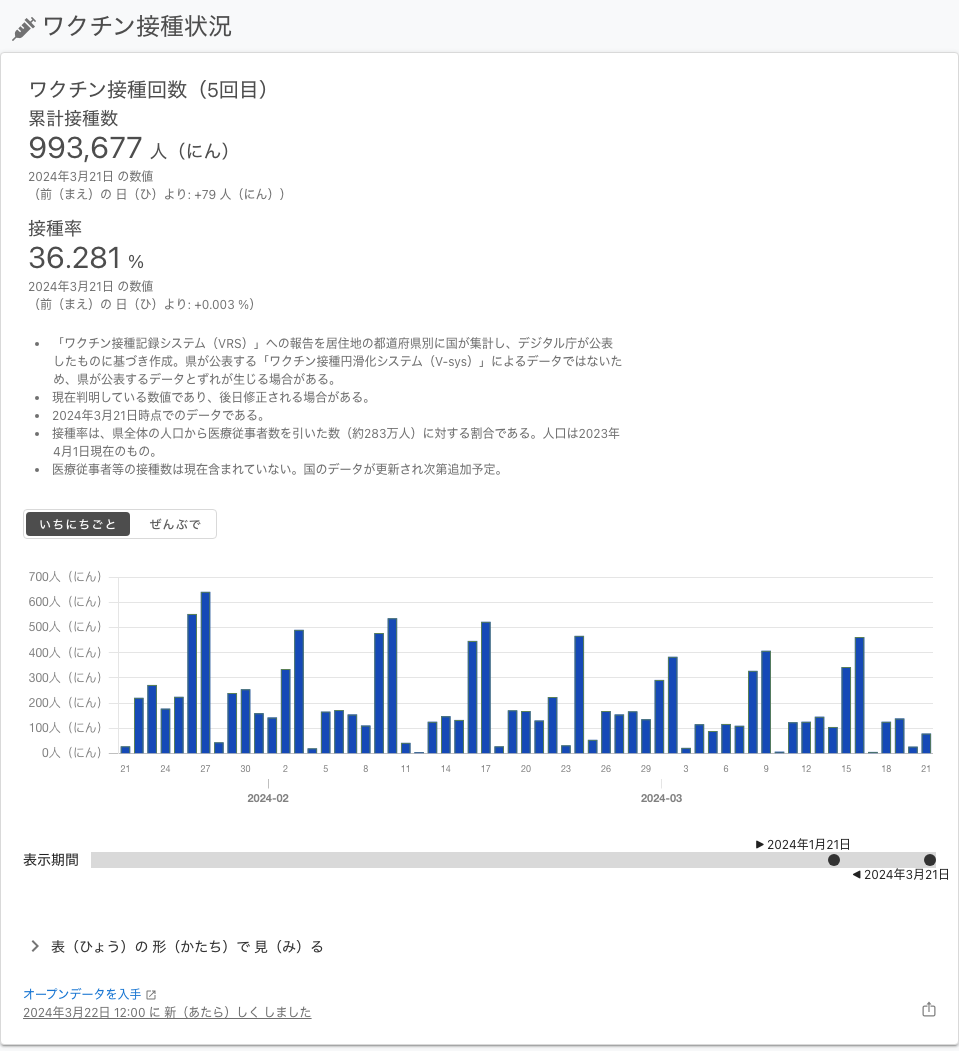 ワクチン接種状況
ワクチン接種回数（5回目）
累計接種数
993,677 人（にん）
2024年3月21日 の数値
（前（まえ）の 日（ひ）より: +79 人（にん））
接種率
36.281 %
2024年3月21日 の数値
（前（まえ）の 日（ひ）より: +0.003 %）
• 「ワクチン接種記録システム（VRS）」への報告を居住地の都道府県別に国が集計し、デジタル庁が公表
したものに基づき作成。県が公表する「ワクチン接種円滑化システム（V-sys）」によるデータではないた
め、県が公表するデータとずれが生じる場合がある。
• 現在判明している数値であり、後日修正される場合がある。
• 2024年3月21日時点でのデータである。
• 接種率は、県全体の人口から医療従事者数を引いた数（約283万人）に対する割合である。人口は2023年
4月1日現在のもの。
• 医療従事者等の接種数は現在含まれていない。国のデータが更新され次第追加予定。
いちにちごと ぜんぶで
700人（にん）
600人（にん）
500人（にん）
400人（にん）
300人（にん）
200人（にん）
100人（にん）
0人（にん）
21 24 27 30 2 5 8 11 14 17 20 23 26 29 3 6 9 12 15 18 21
2024-02 2024-03
▶ 2024年1月21日
表示期間
◀ 2024年3月21日
表（ひょう）の 形（かたち）で 見（み）る
オープンデータを入手
2024年3月22日 12:00 に 新（あたら）しく しました